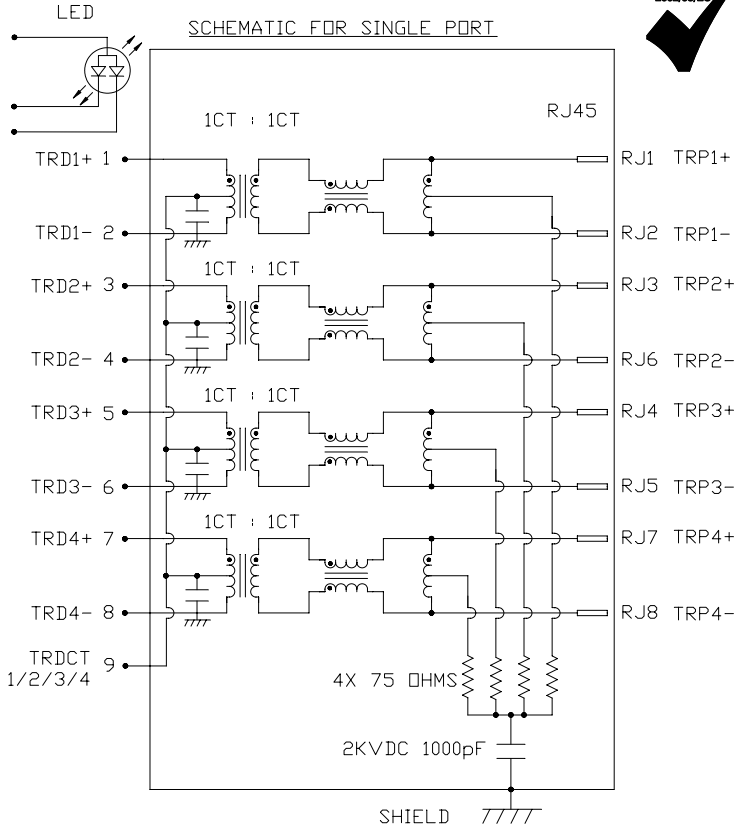 LED
SCHEMATIC FOR SINGLE PORT
RJ45
1CT : 1CT
TRD1+ 1
RJ1 TRP1+
TRD1- 2
RJ2 TRP1-
1CT : 1CT
TRD2+ 3
RJ3 TRP2+
TRD2- 4
RJ6 TRP2-
1CT : 1CT
TRD3+ 5
RJ4 TRP3+
TRD3- 6
RJ5 TRP3-
1CT : 1CT
TRD4+ 7
RJ7 TRP4+
TRD4- 8
RJ8 TRP4-
TRDCT 9
1/2/3/4
4X 75 OHMS
2KVDC 1000pF
SHIELD